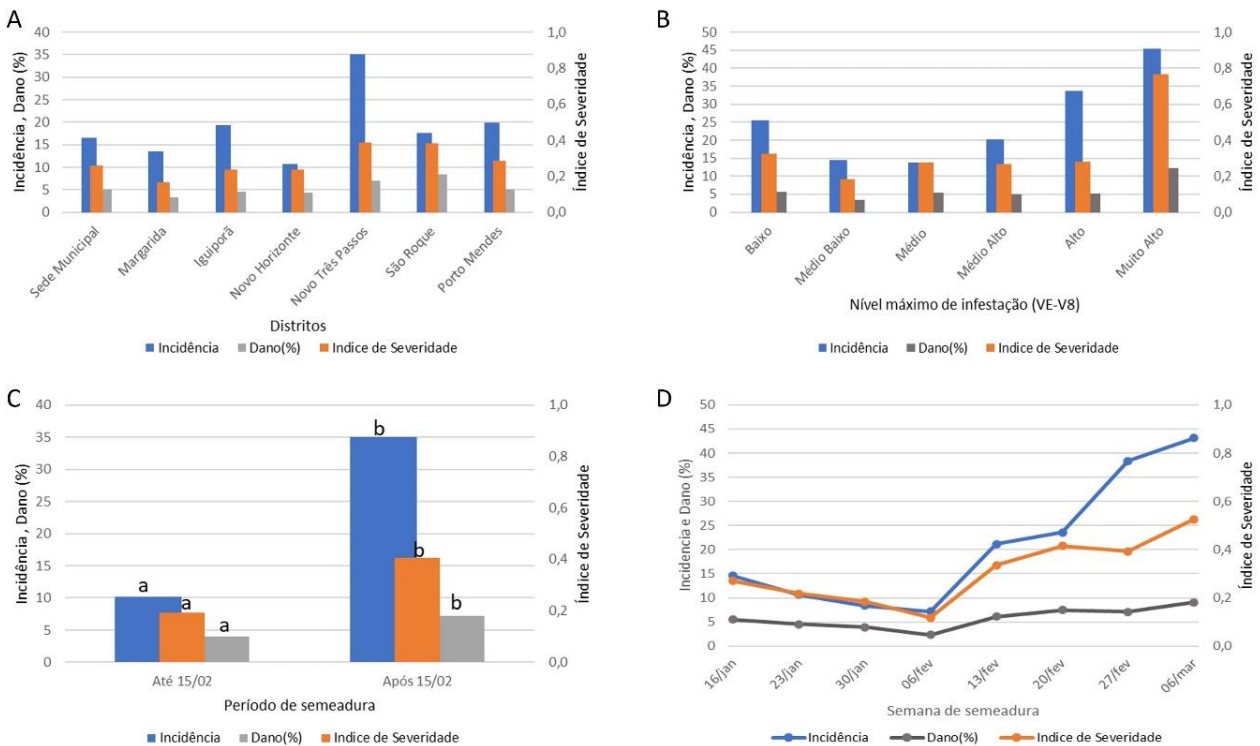 A
Incidência , Dano (%)
40
35
30
25
20
15
10
5
0
1,0
0,8
0,6
0,4
0,2
0,0
Índice de Severidade
Sede Municipal
Margarida
Iguiporã
Novo Horizonte
Novo Três Passos
São Roque
Porto Mendes
Distritos
Incidência Dano(%) Indice de Severidade
B
Incidência, Dano (%)
50
45
40
35
30
25
20
15
10
5
0
1,0
0,8
0,6
0,4
0,2
0,0
Índice de Severidade
Baixo
Médio Baixo
Médio
Médio Alto
Alto
Muito Alto
Nível máximo de infestação (VE-V8)
Incidência Dano(%) Indice de Severidade
C
Incidência , Dano (%)
40
35
30
25
20
15
10
5
0
a a a
b b b
1,0
0,8
0,6
0,4
0,2
0,0
Índice de Severidade
Até 15/02 Após 15/02
Período de semeadura
Incidência Dano(%) Indice de Severidade
D
Incidencia e Dano (%)
50
45
40
35
30
25
20
15
10
5
0
1,0
0,8
0,6
0,4
0,2
0,0
Índice de Severidade
16/jan
23/jan
30/jan
06/fev
13/fev
20/fev
27/fev
06/mar
Semana de semeadura
Incidência Dano(%) Indice de Severidade